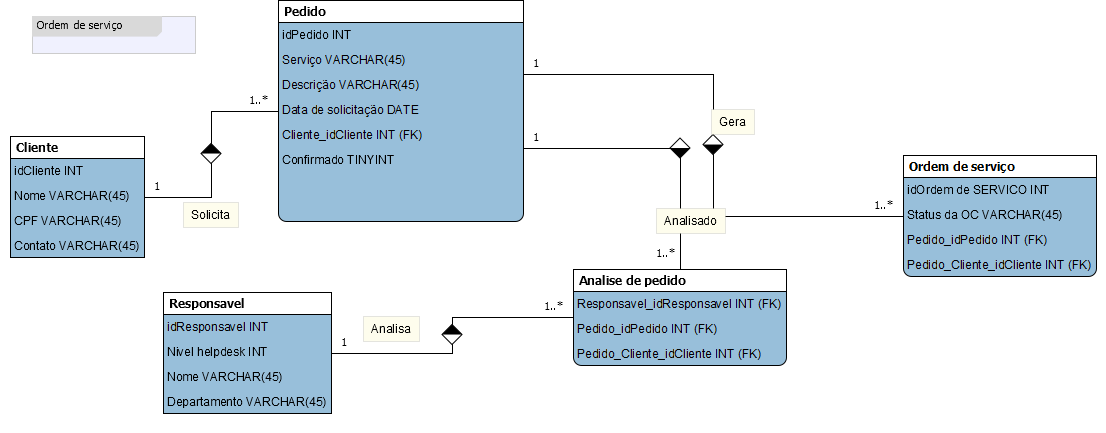 Ordem de serviço
Pedido
idPedido INT
Serviço VARCHAR(45)
Descrição VARCHAR(45)
Data de solicitação DATE
Cliente_idCliente INT (FK)
Confirmado TINYINT
1..*
1
1
Gera
Cliente
idCliente INT
Nome VARCHAR(45)
CPF VARCHAR(45)
Contato VARCHAR(45)
1
Solicita
Analisado
1..*
1..*
Ordem de serviço
idOrdem de SERVICO INT
Status da OC VARCHAR(45)
Pedido_idPedido INT (FK)
Pedido_Cliente_idCliente INT (FK)
Analise de pedido
Responsavel_idResponsavel INT (FK)
Pedido_idPedido INT (FK)
Pedido_Cliente_idCliente INT (FK)
Responsavel
idResponsavel INT
Nivel helpdesk INT
Nome VARCHAR(45)
Departamento VARCHAR(45)
1
Analisa
1..*